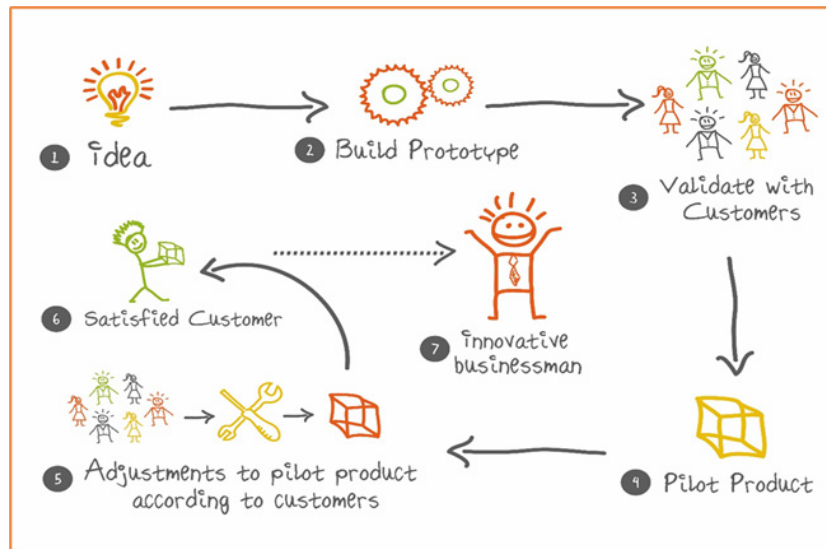 1 idea
2 Build Prototype
3 Validate with
Customers
4 Pilot Product
5 Adjustments to pilot product
according to customers
6 Satisfied Customer
7 innovative
businessman